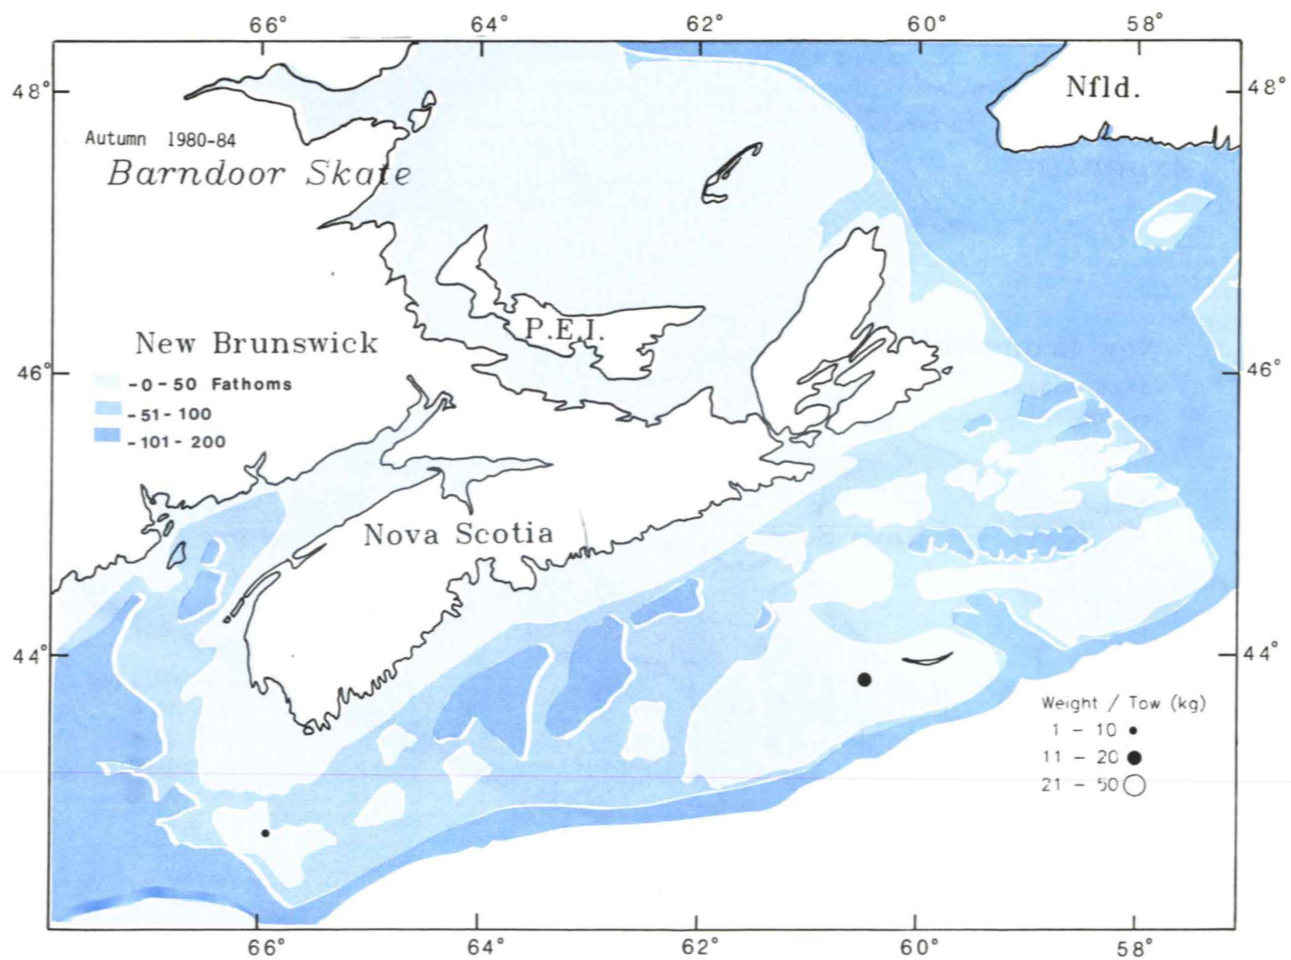 66° 64° 62° 60° 58°
48° 48°
Nfld.
Autumn 1980-84
Barndoor Skate
P.E.I.
New Brunswick
46° 46°
-0-50 Fathoms
-51-100
-101-200
Nova Scotia
44° 44°
Weight / Tow (kg)
1 - 10
11 - 20
21 - 50
66° 64° 62° 60° 58°